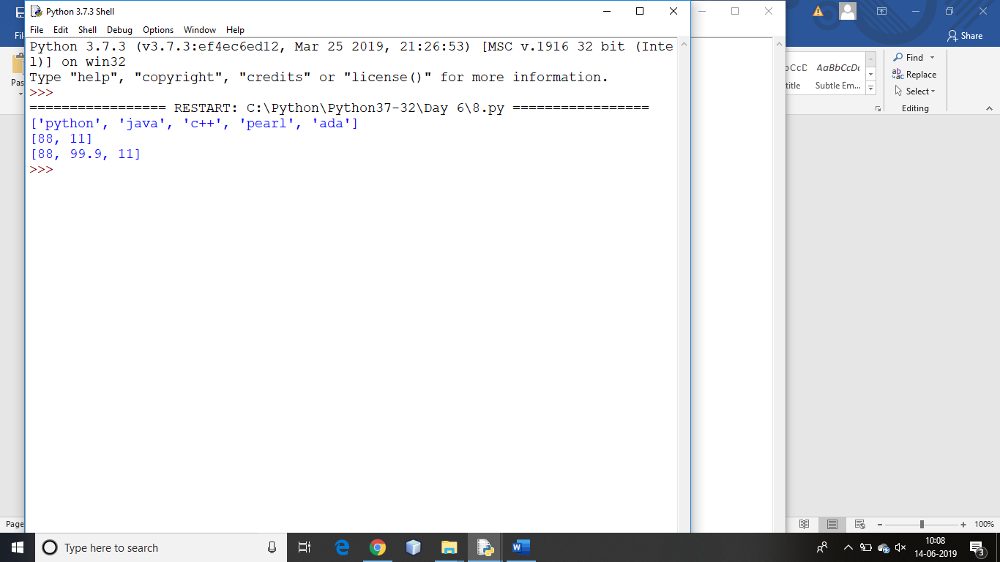 Python 3.7.3 Shell
File Edit Shell Debug Options Window Help
Python 3.7.3 (v3.7.3:ef4ec6ed12, Mar 25 2019, 21:26:53) [MSC v.1916 32 bit (Inte
l)] on win32
Type "help", "copyright", "credits" or "license()" for more information.
>>>
================= RESTART: C:\Python\Python37-32\Day 6\8.py =================
['python', 'java', 'c++', 'pearl', 'ada']
[88, 11]
[88, 99.9, 11]
>>>
Fil
Pas
Share
AaBbCcDc
title
Subtle Em...
Find
Replace
Select
Editing
Page
100%
Type here to search
10:08
14-06-2019
3